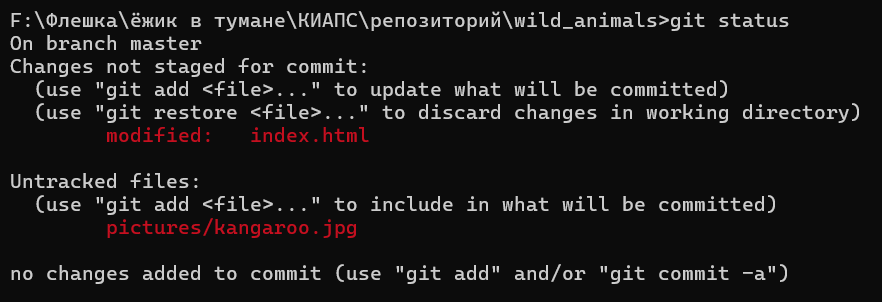 F:\Флешка\ёжик в тумане\КИАПС\репозиторий\wild_animals>git status
On branch master
Changes not staged for commit:
  (use "git add <file>..." to update what will be committed)
  (use "git restore <file>..." to discard changes in working directory)
        modified:   index.html

Untracked files:
  (use "git add <file>..." to include in what will be committed)
        pictures/kangaroo.jpg

no changes added to commit (use "git add" and/or "git commit -a")